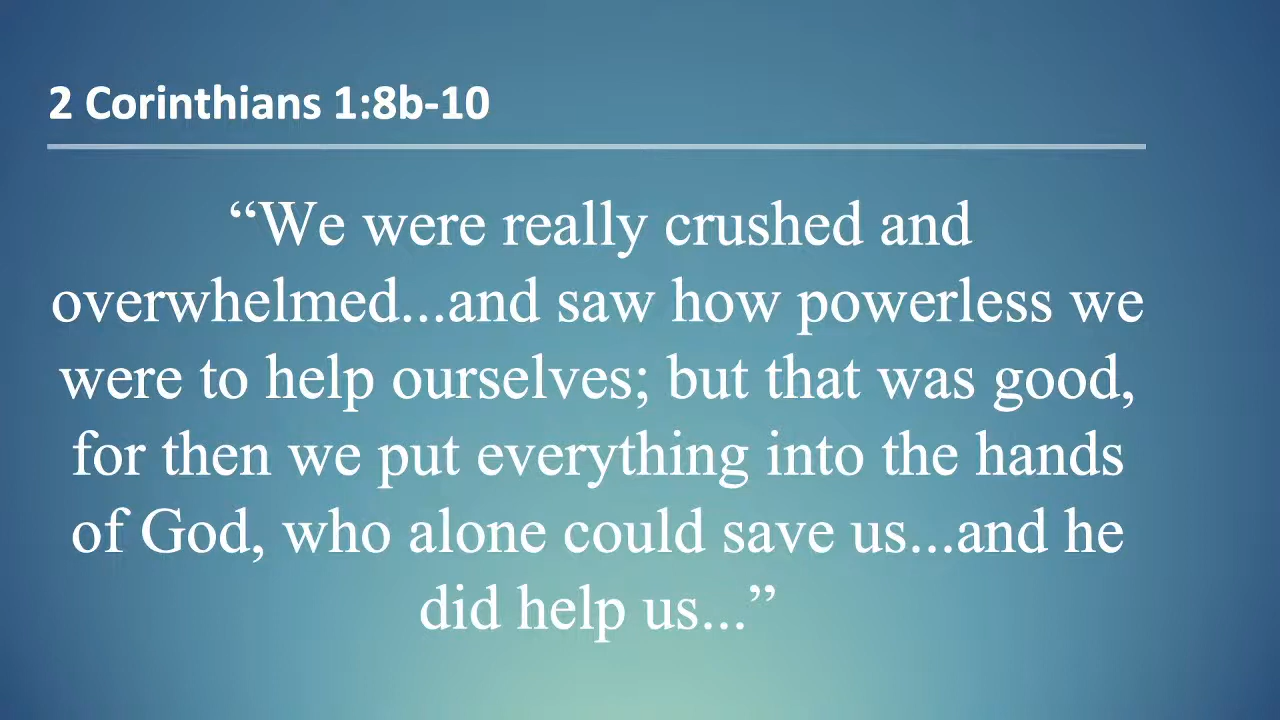 2 Corinthians 1:8b-10
“We were really crushed and
overwhelmed...and saw how powerless we
were to help ourselves; but that was good,
for then we put everything into the hands
of God, who alone could save us...and he
did help us...”